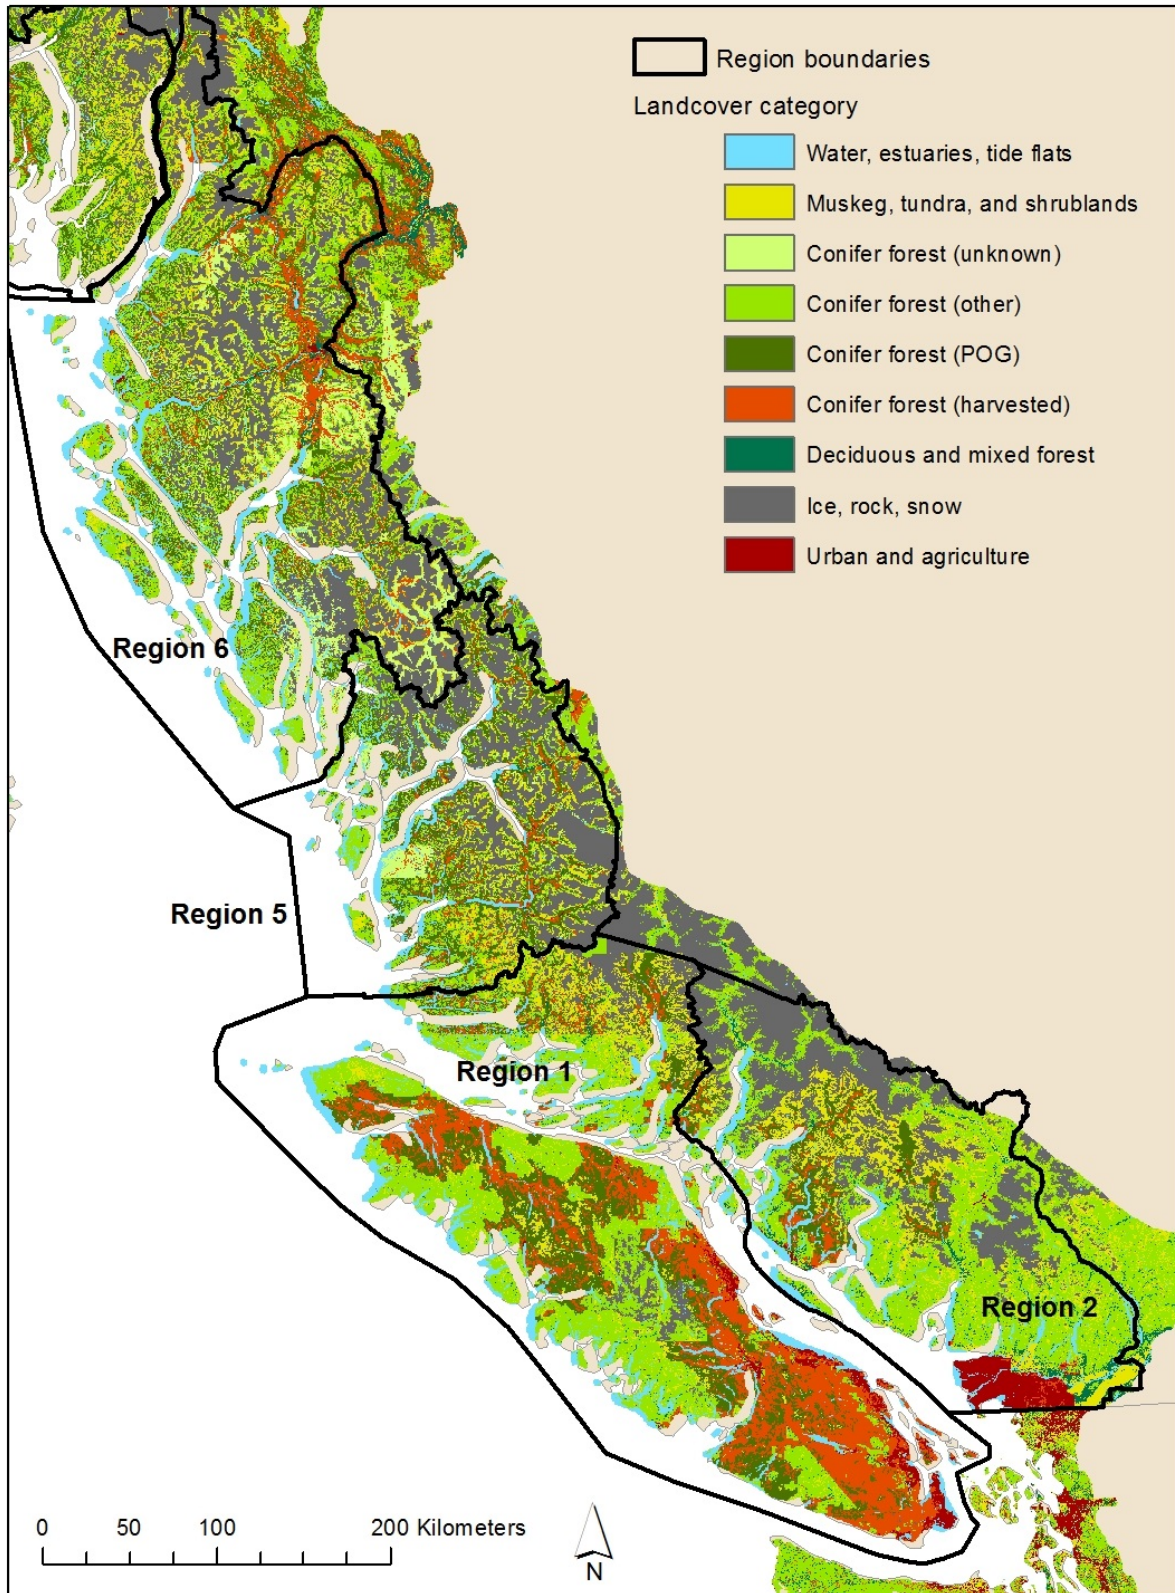 Region boundaries
Landcover category
Water, estuaries, tide flats
Muskeg, tundra, and shrublands
Conifer forest (unknown)
Conifer forest (other)
Conifer forest (POG)
Conifer forest (harvested)
Deciduous and mixed forest
Ice, rock, snow
Urban and agriculture
Region 6
Region 5
Region 1
Region 2
0 50 100 200 Kilometers
N